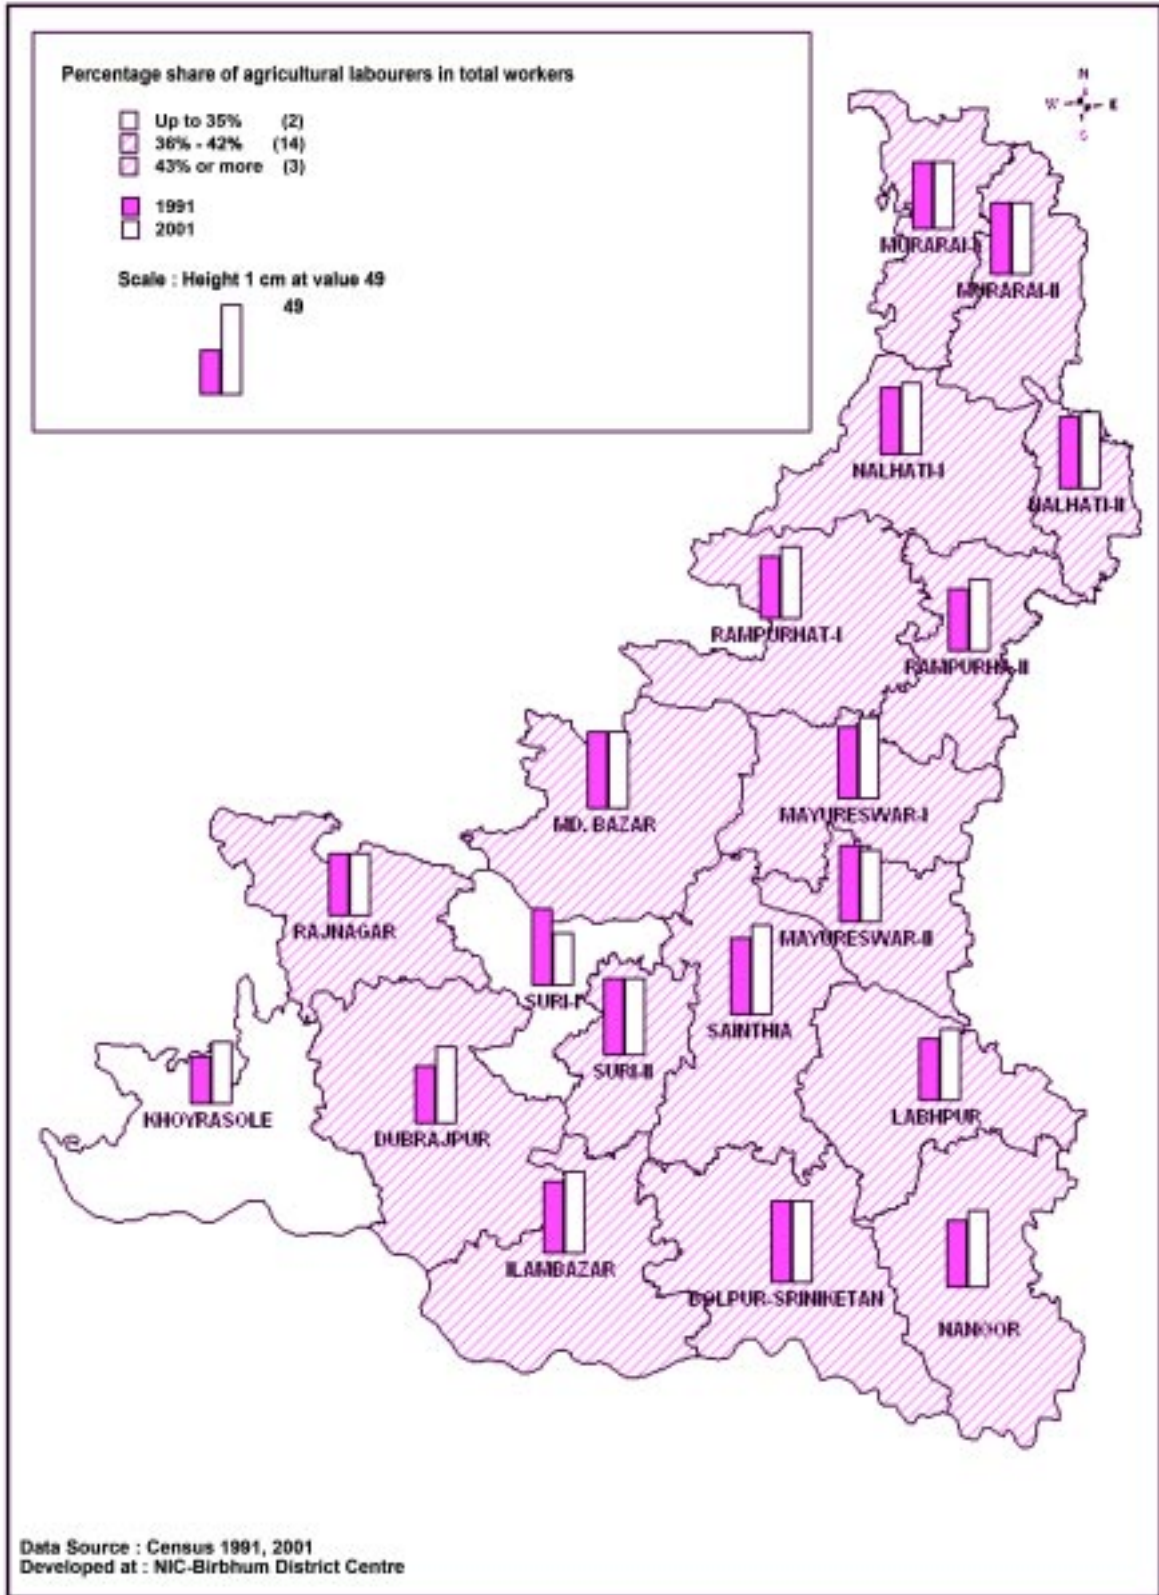 Percentage share of agricultural labourers in total workers
Up to 35% (2)
36% - 42% (14)
43% or more (3)
1991
2001
Scale : Height 1 cm at value 49
49
N
W E
S
MURARAI-I
MURARAI-II
NALHATI-I
NALHATI-II
RAMPURHAT-I
RAMPURHA-II
MD. BAZAR
MAYURESWAR-I
RAJNAGAR
MAYURESWAR-II
SURI-I
SAINTHIA
SURI-II
KHOYRASOLE
DUBRAJPUR
LABHPUR
ILAMBAZAR
BOLPUR-SRINIKETAN
NANOOR
Data Source : Census 1991, 2001
Developed at : NIC-Birbhum District Centre